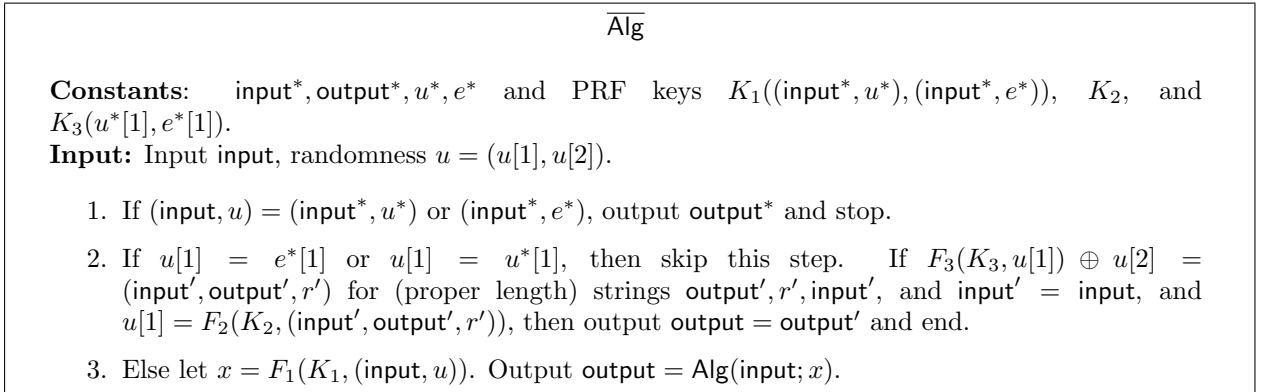 Alg
Constants: input*, output*, u*, e* and PRF keys K₁((input*, u*), (input*, e*)), K₂, and
K₃(u*[1], e*[1]).
Input: Input input, randomness u = (u[1], u[2]).
1. If (input, u) = (input*, u*) or (input*, e*), output output* and stop.
2. If u[1] = e*[1] or u[1] = u*[1], then skip this step. If F₃(K₃, u[1]) ⊕ u[2] =
(input′, output′, r′) for (proper length) strings output′, r′, input′, and input′ = input, and
u[1] = F₂(K₂, (input′, output′, r′)), then output output = output′ and end.
3. Else let x = F₁(K₁, (input, u)). Output output = Alg(input; x).